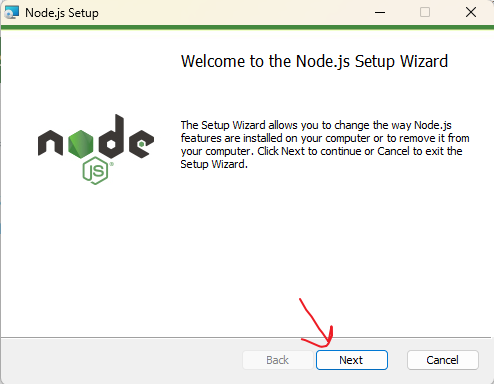 Node.js Setup
Welcome to the Node.js Setup Wizard
node
JS
The Setup Wizard allows you to change the way Node.js
features are installed on your computer or to remove it from
your computer. Click Next to continue or Cancel to exit the
Setup Wizard.
Back Next Cancel